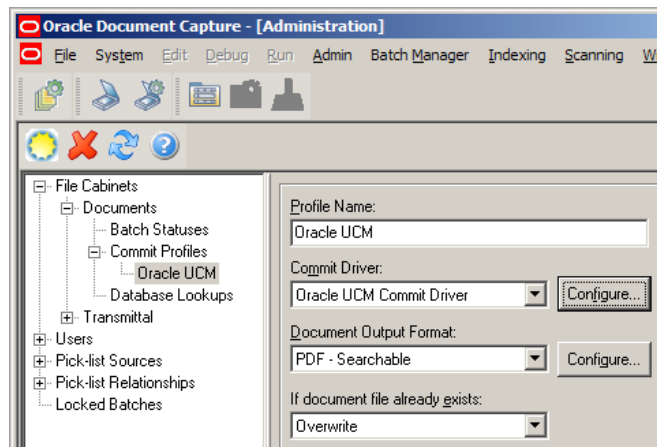 Oracle Document Capture - [Administration]
File System Edit Debug Run Admin Batch Manager Indexing Scanning W
File Cabinets
Documents
Batch Statuses
Commit Profiles
Oracle UCM
Database Lookups
Transmittal
Users
Pick-list Sources
Pick-list Relationships
Locked Batches
Profile Name:
Oracle UCM
Commit Driver:
Oracle UCM Commit Driver Configure...
Document Output Format:
PDF - Searchable Configure...
If document file already exists:
Overwrite